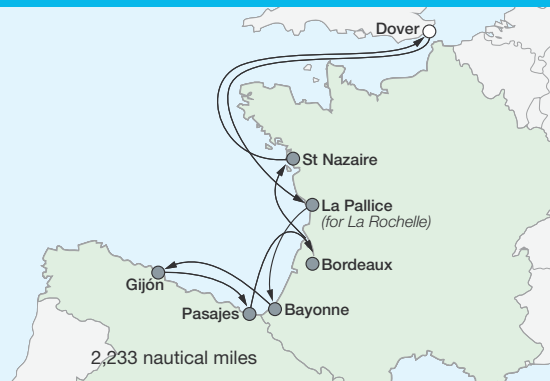 Dover
St Nazaire
La Pallice
(for La Rochelle)
Bordeaux
Gijón
Pasajes
Bayonne
2,233 nautical miles